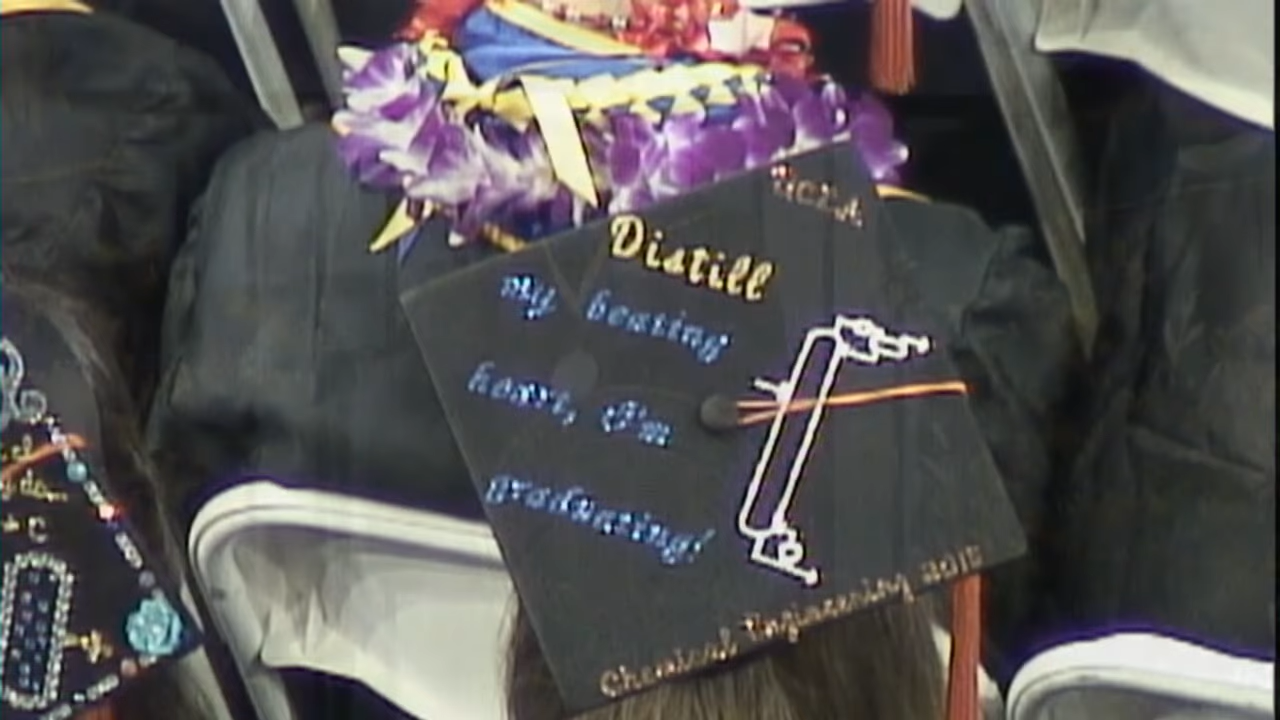 UCLA
Distill
my beating
heart, I'm
graduating!
Chemical Engineering 2015
+ C